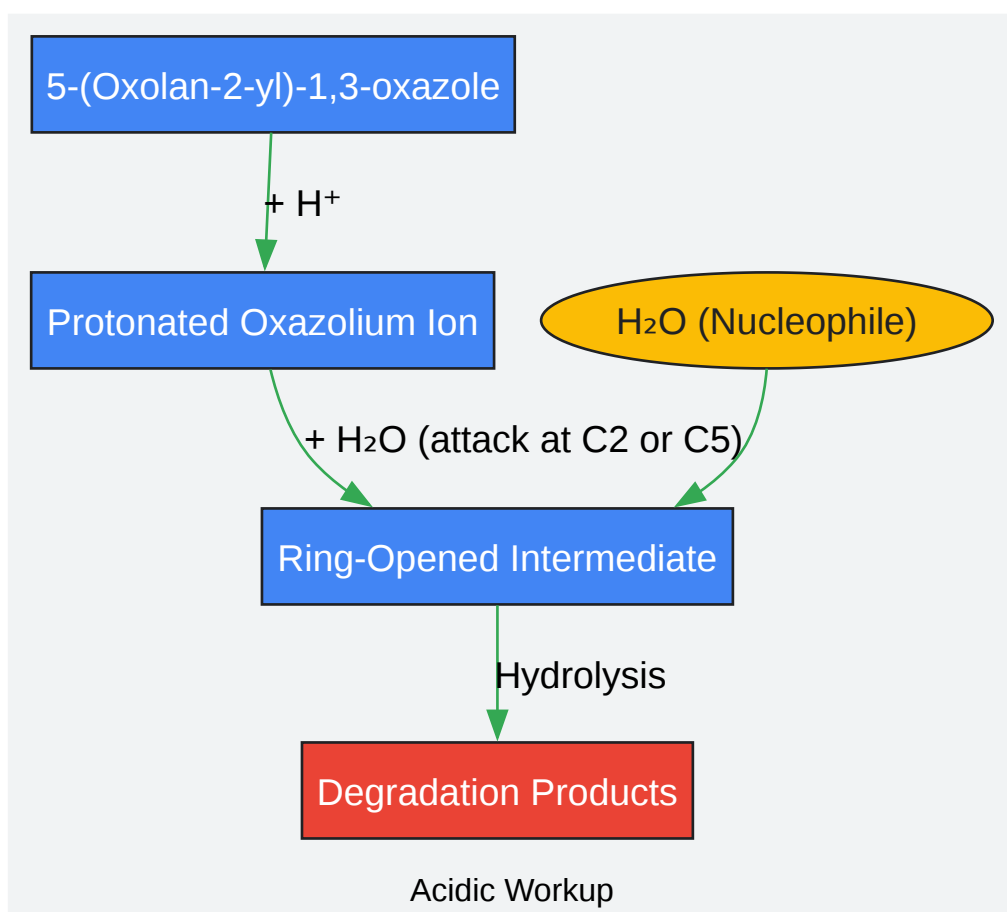 5-(Oxolan-2-yl)-1,3-oxazole
+ H⁺
Protonated Oxazolium Ion
H₂O (Nucleophile)
+ H₂O (attack at C2 or C5)
Ring-Opened Intermediate
Hydrolysis
Degradation Products
Acidic Workup